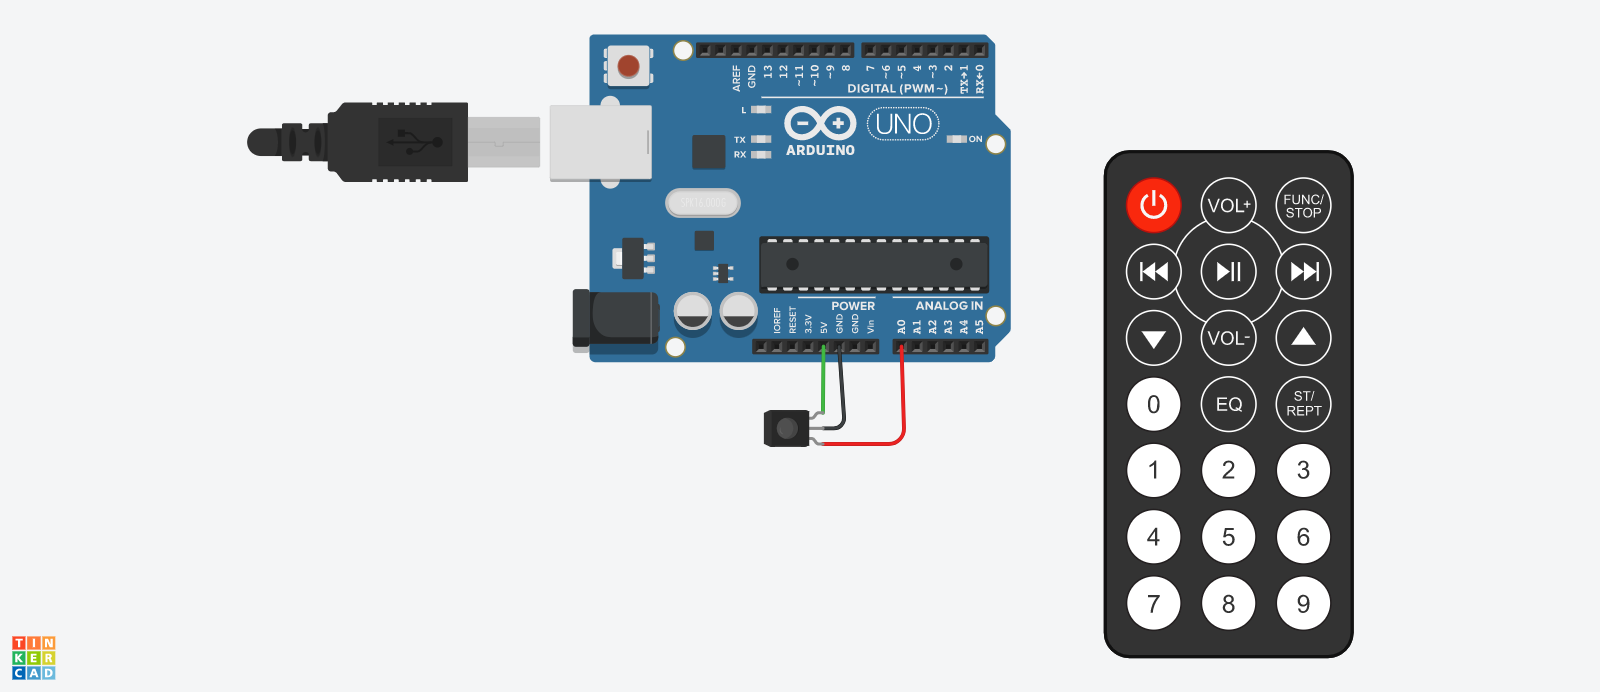 AREF
GND
13
12
~11
~10
~9
8
7
~6
~5
4
~3
2
TX→1
RX←0
DIGITAL (PWM~)
L
TX
RX
ARDUINO
UNO
ON
POWER
ANALOG IN
IOREF
RESET
3.3V
5V
GND
GND
Vin
A0
A1
A2
A3
A4
A5
VOL+
FUNC/
STOP
VOL-
0
EQ
ST/
REPT
1 2 3
4 5 6
7 8 9
TIN
KER
CAD